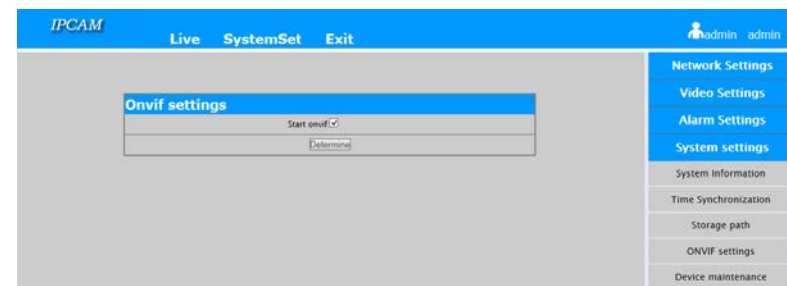 IPCAM
Live SystemSet Exit
admin admin
Onvif settings
Start onvif
Determine
Network Settings
Video Settings
Alarm Settings
System settings
System Information
Time Synchronization
Storage path
ONVIF settings
Device maintenance